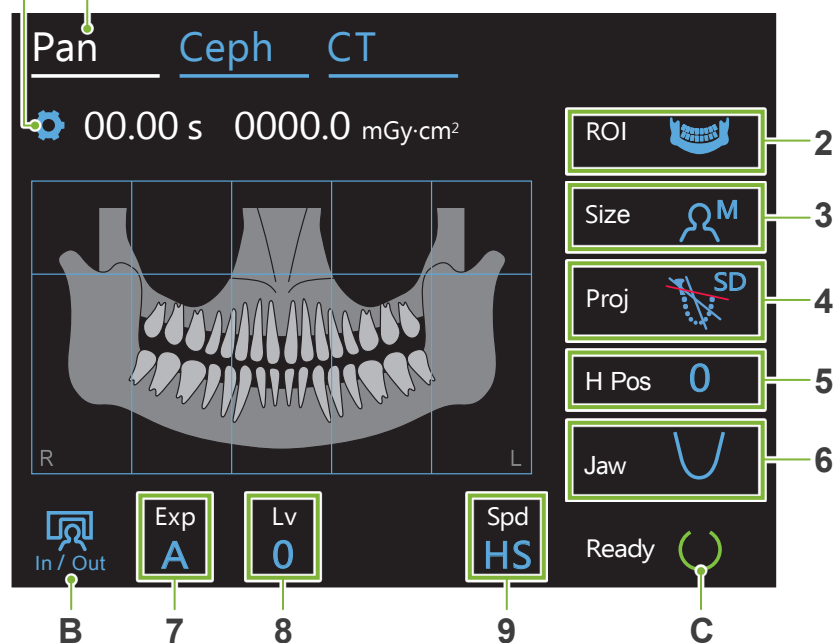 Pan Ceph CT
00.00 s 0000.0 mGy·cm²
ROI 2
Size M 3
Proj SD 4
H Pos 0 5
Jaw 6
R L
In / Out
Exp
A
Lv
0
Spd
HS
Ready
B 7 8 9 C